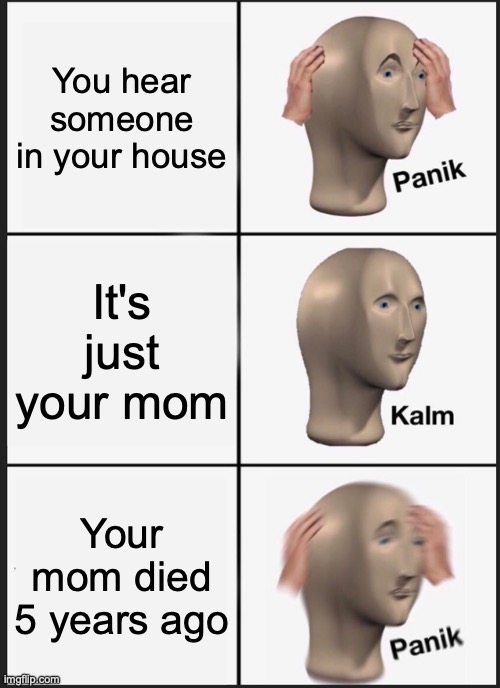 You hear
someone
in your house
Panik
It's
just
your mom
Kalm
Your
mom died
5 years ago
Panik
imgflip.com